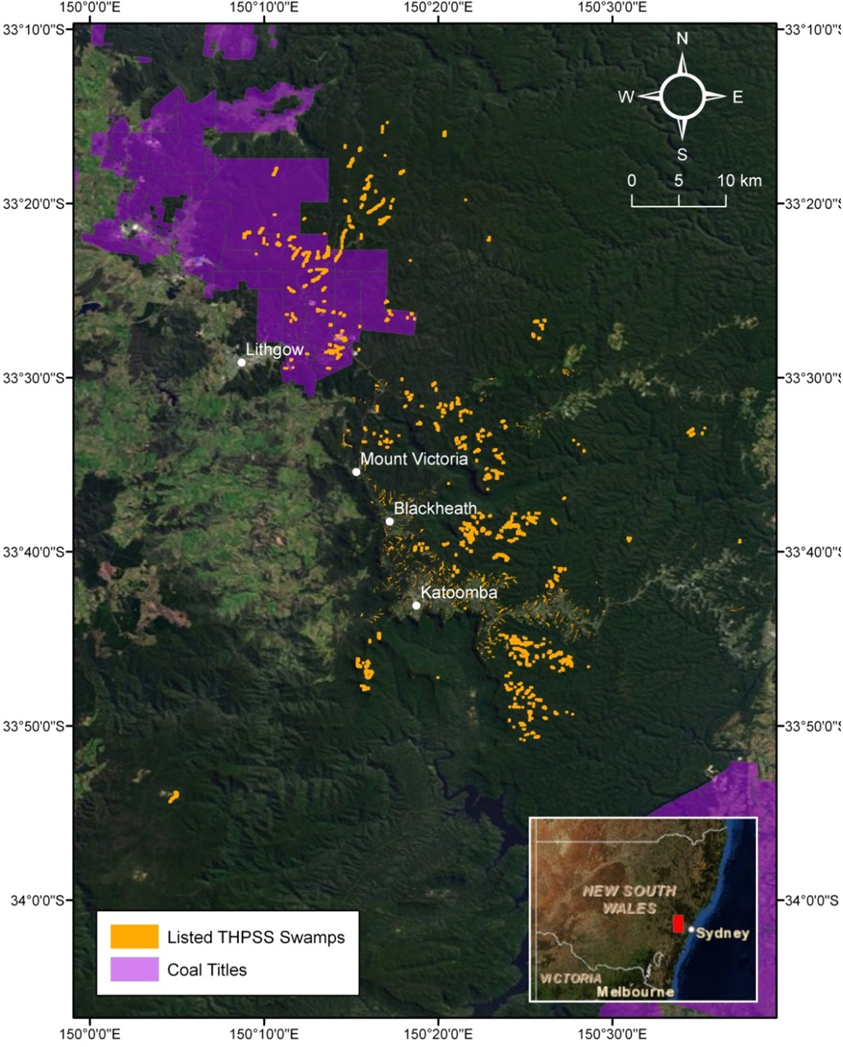 150°0'0"E 150°10'0"E 150°20'0"E 150°30'0"E
33°10'0"S 33°10'0"S
N
W E
S
0 5 10 km
33°20'0"S 33°20'0"S
Lithgow
33°30'0"S 33°30'0"S
Mount Victoria
Blackheath
33°40'0"S 33°40'0"S
Katoomba
33°50'0"S 33°50'0"S
NEW SOUTH
WALES
34°0'0"S 34°0'0"S
Sydney
Listed THPSS Swamps
Coal Titles
VICTORIA
Melbourne
150°0'0"E 150°10'0"E 150°20'0"E 150°30'0"E